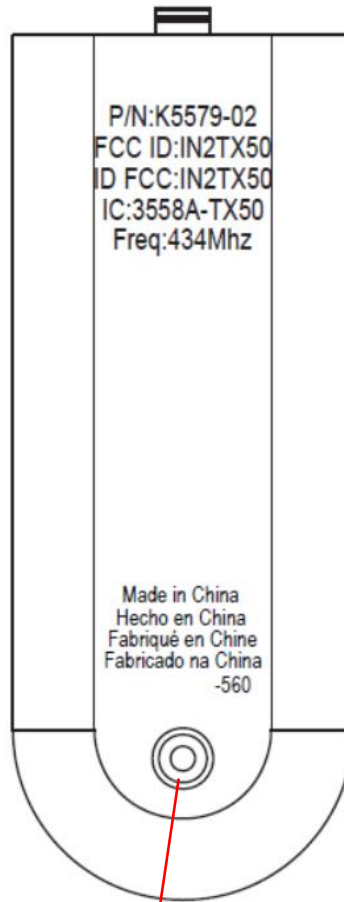 P/N:K5579-02
FCC ID:IN2TX50
ID FCC:IN2TX50
IC:3558A-TX50
Freq:434Mhz
Made in China
Hecho en China
Fabriqué en Chine
Fabricado na China
-560